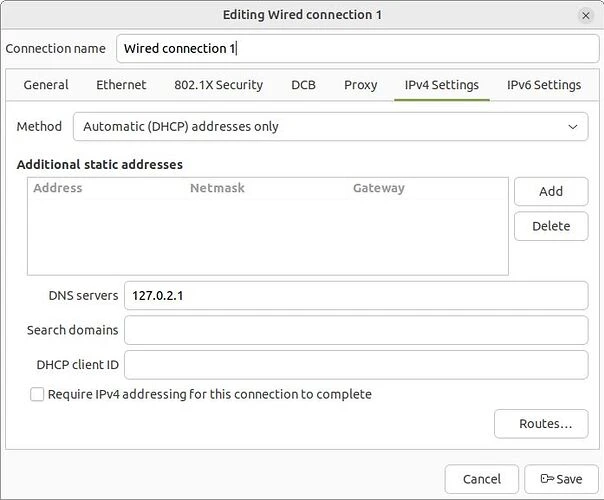 Editing Wired connection 1
Connection name Wired connection 1
General Ethernet 802.1X Security DCB Proxy IPv4 Settings IPv6 Settings
Method Automatic (DHCP) addresses only
Additional static addresses
Address Netmask Gateway Add
Delete
DNS servers 127.0.2.1
Search domains
DHCP client ID
Require IPv4 addressing for this connection to complete
Routes…
Cancel Save